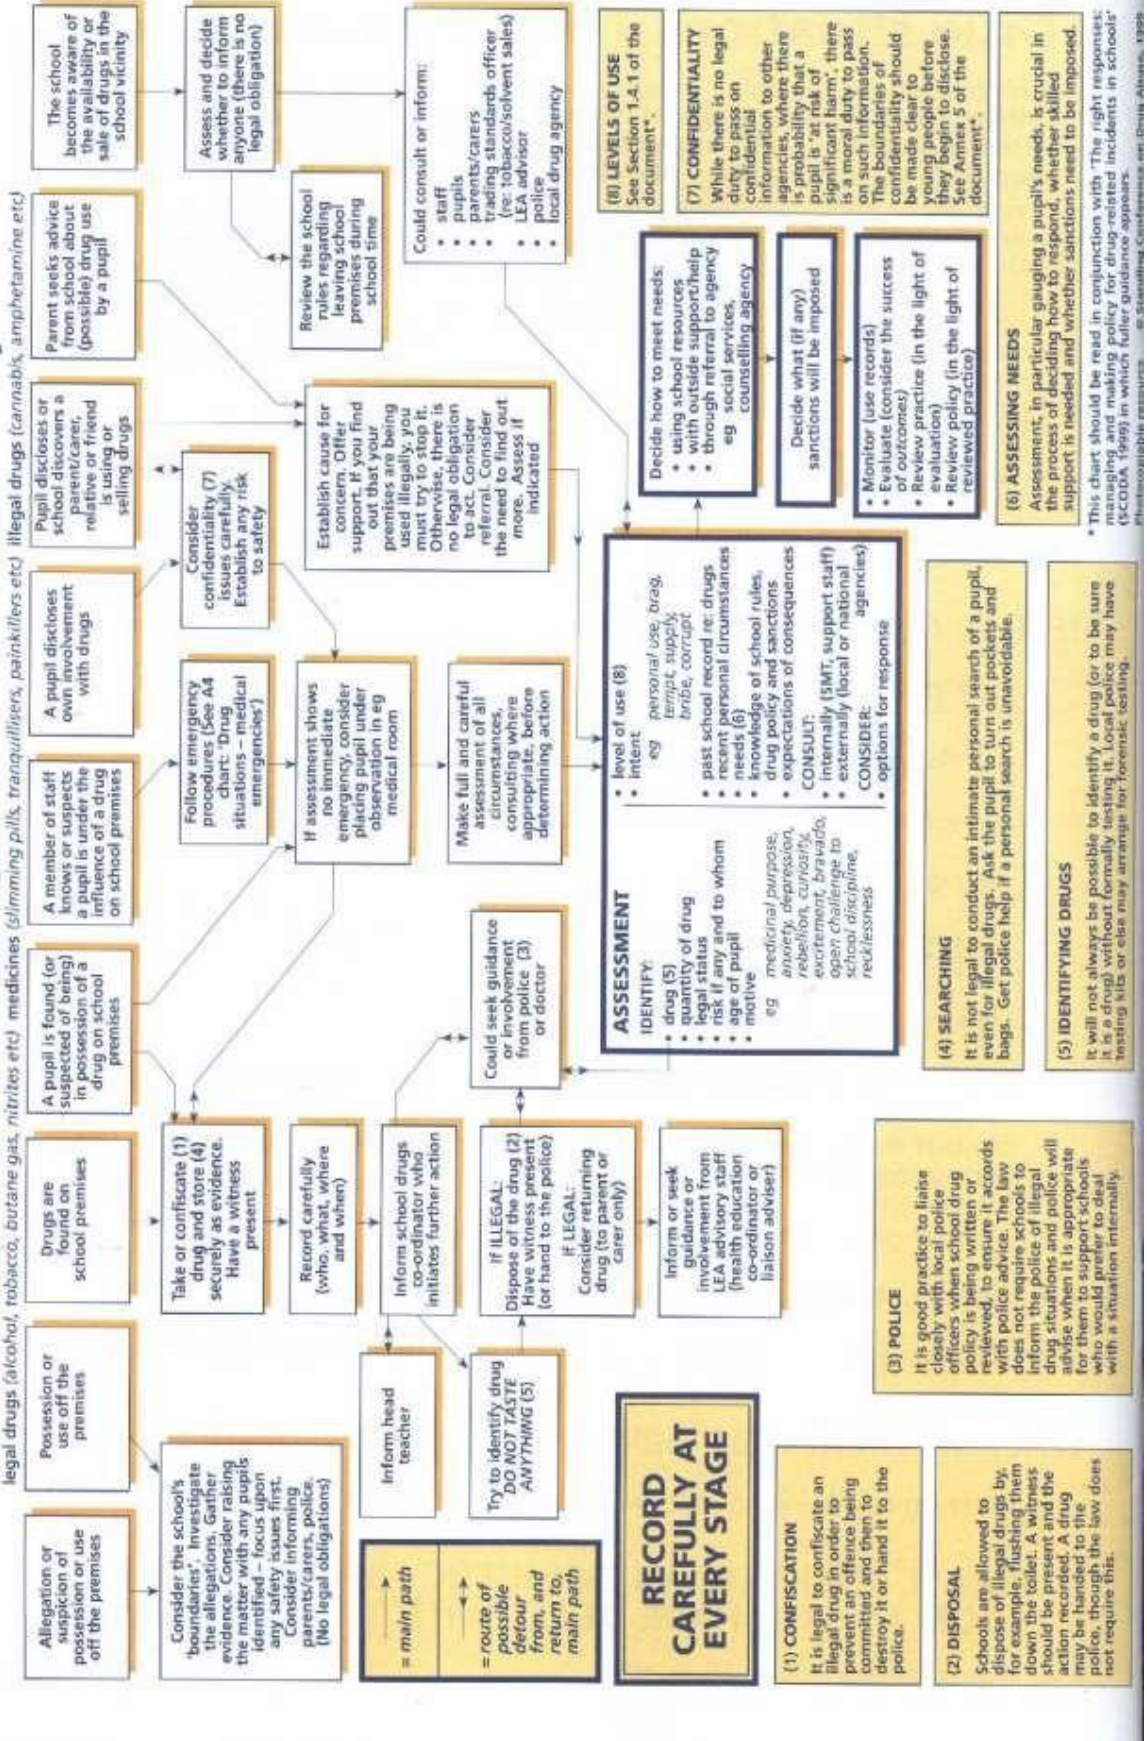 legal drugs (alcohol, tobacco, butane gas, nitrites etc) medicines (slimming pills, tranquillisers, painkillers etc) illegal drugs (cannabis, amphetamine etc)
Allegation or
suspicion of
possession or use
off the premises
Possession or
use off the
premises
Drugs are
found on
school premises
A pupil is found (or
suspected of being)
in possession of a
drug on school
premises
A member of staff
knows or suspects
a pupil is under the
influence of a drug
on school premises
A pupil discloses
own involvement
with drugs
Pupil discloses or
school discovers a
parent/carer,
relative or friend
is using or
selling drugs
Parent seeks advice
from school about
(possible) drug use
by a pupil
The school
becomes aware of
the availability or
sale of drugs in the
school vicinity
Consider the school's
'boundaries'. Investigate
the allegations. Gather
evidence. Consider raising
the matter with any pupils
identified – focus upon
any safety issues first.
Consider informing
parents/carers, police.
(No legal obligations)
Take or confiscate (1)
drug and store (4)
securely as evidence.
Have a witness
present
Follow emergency
procedures (See A4
chart: 'Drug
situations – medical
emergencies')
Consider
confidentiality (7)
issues carefully.
Establish any risk
to safety
Assess and decide
whether to inform
anyone (there is no
legal obligation)
Record carefully
(who, what, where
and when)
If assessment shows
no immediate
emergency, consider
placing pupil under
observation in eg
medical room
Establish cause for
concern. Offer
support. If you find
out that your
premises are being
used illegally, you
must try to stop it.
Otherwise, there is
no legal obligation
to act. Consider
referral. Consider
the need to find out
more. Assess if
indicated
Review the school
rules regarding
leaving school
premises during
school time
= main path
= route of
possible
detour
from, and
return to,
main path
Inform head
teacher
Inform school drugs
co-ordinator who
initiates further action
Could consult or inform:
• staff
• pupils
• parents/carers
• trading standards officer
(re: tobacco/solvent sales)
• LEA advisor
• police
• local drug agency
Try to identify drug
DO NOT TASTE
ANYTHING (5)
If ILLEGAL:
Dispose of the drug (2)
Have witness present
(or hand to the police)
If LEGAL:
Consider returning
drug (to parent or
carer only)
Could seek guidance
or involvement
from police (3)
or doctor
Make full and careful
assessment of all
circumstances,
consulting where
appropriate, before
determining action
RECORD
CAREFULLY AT
EVERY STAGE
Inform or seek
guidance or
involvement from
LEA advisory staff
(health education
co-ordinator or
liaison adviser)
ASSESSMENT
IDENTIFY:
• drug (5)
• quantity of drug
• legal status
• risk if any and to whom
• age of pupil
• motive
eg medicinal purpose,
anxiety, depression,
rebellion, curiosity,
excitement, bravado,
open challenge to
school discipline,
recklessness
• level of use (8)
• intent
eg personal use, brag,
tempt, supply,
bribe, corrupt
• past school record re: drugs
• recent personal circumstances
• needs (6)
• knowledge of school rules,
drug policy and sanctions
• expectations of consequences
CONSULT:
• internally (SMT, support staff)
• externally (local or national
agencies)
CONSIDER:
• options for response
Decide how to meet needs:
• using school resources
• with outside support/help
• through referral to agency
eg social services,
counselling agency
Decide what (if any)
sanctions will be imposed
• Monitor (use records)
• Evaluate (consider the success
of outcomes)
• Review practice (in the light of
evaluation)
• Review policy (in the light of
reviewed practice)
(8) LEVELS OF USE
See Section 1.4.1 of the
document*.
(7) CONFIDENTIALITY
While there is no legal
duty to pass on
confidential
information to other
agencies, where there
is probability that a
pupil is 'at risk of
significant harm', there
is a moral duty to pass
on such information.
The boundaries of
confidentiality should
be made clear to
young people before
they begin to disclose.
See Annex 5 of the
document*.
(1) CONFISCATION
It is legal to confiscate an
illegal drug in order to
prevent an offence being
committed and then to
destroy it or hand it to the
police.
(2) DISPOSAL
Schools are allowed to
dispose of illegal drugs by,
for example, flushing them
down the toilet. A witness
should be present and the
action recorded. A drug
may be handed to the
police, though the law does
not require this.
(3) POLICE
It is good practice to liaise
closely with local police
officers when school drug
policy is being written or
reviewed, to ensure it accords
with police advice. The law
does not require schools to
inform the police of illegal
drug situations and police will
advise when it is appropriate
for them to support schools
who would prefer to deal
with a situation internally.
(4) SEARCHING
It is not legal to conduct an intimate personal search of a pupil,
even for illegal drugs. Ask the pupil to turn out pockets and
bags. Get police help if a personal search is unavoidable.
(5) IDENTIFYING DRUGS
It will not always be possible to identify a drug (or to be sure
it is a drug) without formally testing it. Local police may have
testing kits or else may arrange for forensic testing.
(6) ASSESSING NEEDS
Assessment, in particular gauging a pupil's needs, is crucial in
the process of deciding how to respond, whether skilled
support is needed and whether sanctions need to be imposed.
* This chart should be read in conjunction with 'The right responses:
managing and making policy for drug-related incidents in schools'
(SCODA 1999) in which fuller guidance appears.